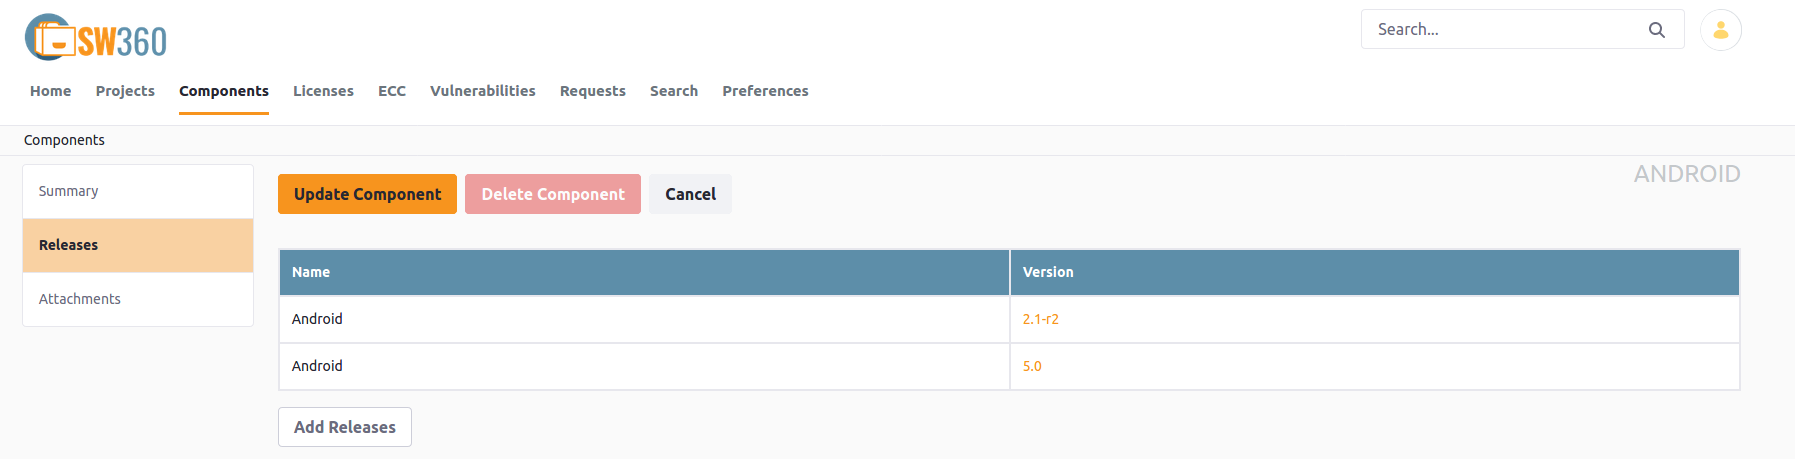 SW360
Search...
Home Projects Components Licenses ECC Vulnerabilities Requests Search Preferences
Components
ANDROID
Summary
Releases
Attachments
Update Component Delete Component Cancel
Name Version
Android 2.1-r2
Android 5.0
Add Releases